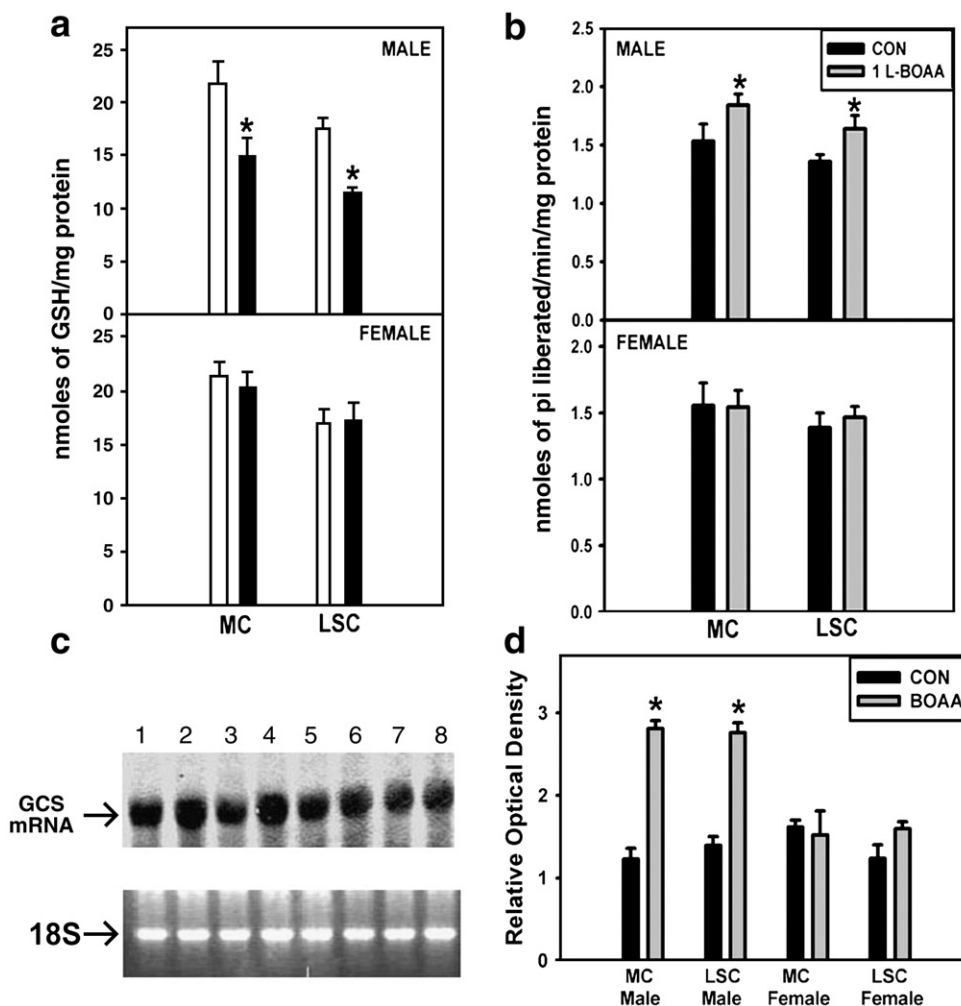 a
nmoles of GSH/mg protein
MALE
25
20
15
10
5
0
*
*
FEMALE
25
20
15
10
5
0
MC LSC
b
nmoles of pi liberated/min/mg protein
MALE
CON
1 L-BOAA
2.5
2.0
1.5
1.0
0.5
0.0
*
*
FEMALE
2.0
1.5
1.0
0.5
0.0
MC LSC
c
1 2 3 4 5 6 7 8
GCS
mRNA
18S
d
Relative Optical Density
CON
BOAA
3
2
1
0
*
*
MC LSC MC LSC
Male Male Female Female